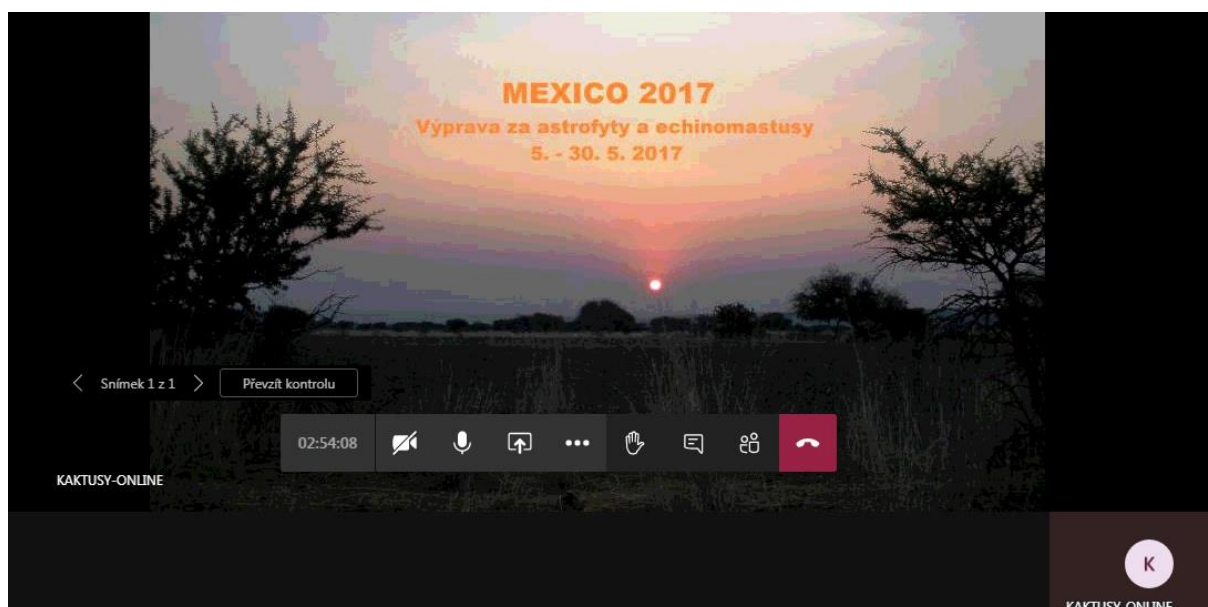 MEXICO 2017
Výprava za astrofyty a echinomastusy
5. - 30. 5. 2017
Snímek 1 z 1
Převzít kontrolu
02:54:08
KAKTUSY-ONLINE
K
KAKTUSY-ONLINE